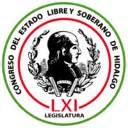 CONGRESO DEL ESTADO LIBRE Y SOBERANO DE HIDALGO
LXI
LEGISLATURA